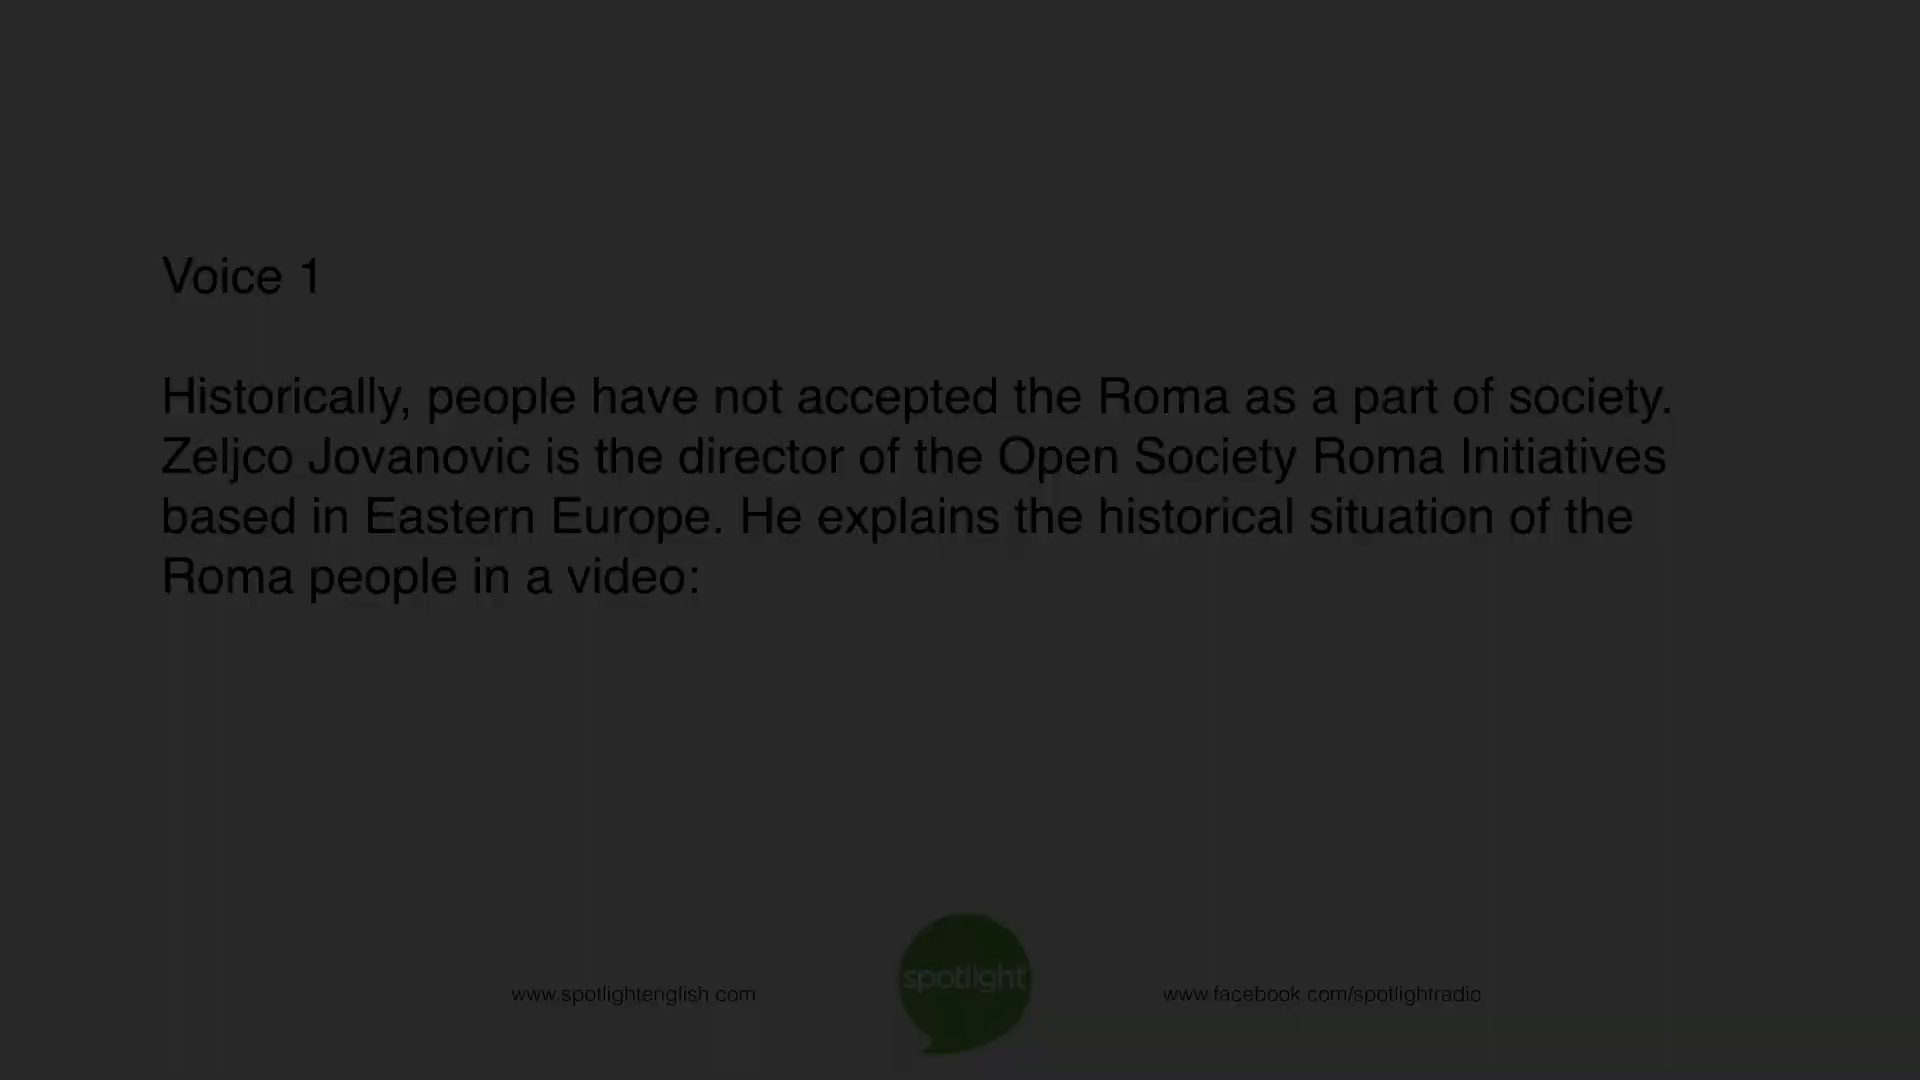 Voice 1
Historically, people have not accepted the Roma as a part of society.
Zeljco Jovanovic is the director of the Open Society Roma Initiatives
based in Eastern Europe. He explains the historical situation of the
Roma people in a video:
spotlight
www.spotlightenglish.com
www.facebook.com/spotlightradio